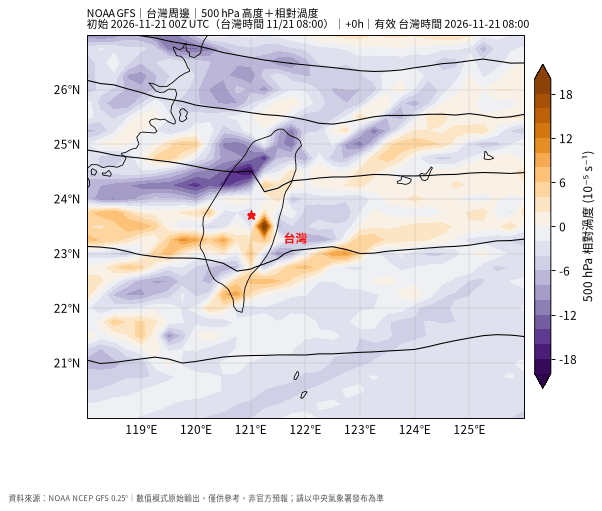 NOAA GFS｜台灣周邊｜500 hPa 高度＋相對渦度
初始 2026-11-21 00Z UTC（台灣時間 11/21 08:00）｜+0h｜有效 台灣時間 2026-11-21 08:00
26°N
25°N
24°N
23°N
22°N
21°N
119°E 120°E 121°E 122°E 123°E 124°E 125°E
台灣
18
12
6
0
-6
-12
-18
500 hPa 相對渦度 (10⁻⁵ s⁻¹)
資料來源：NOAA NCEP GFS 0.25°｜數值模式原始輸出，僅供參考，非官方預報；請以中央氣象署發布為準